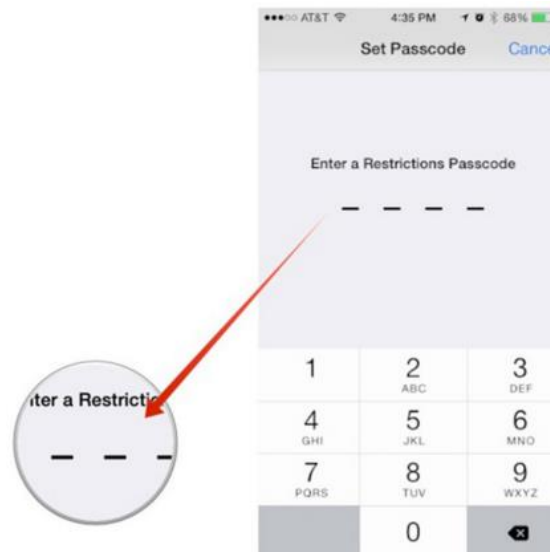 AT&T 4:35 PM 68%
Set Passcode Cance
Enter a Restrictions Passcode
1 2 3
ABC DEF
4 5 6
GHI JKL MNO
7 8 9
PQRS TUV WXYZ
0
iter a Restrictio